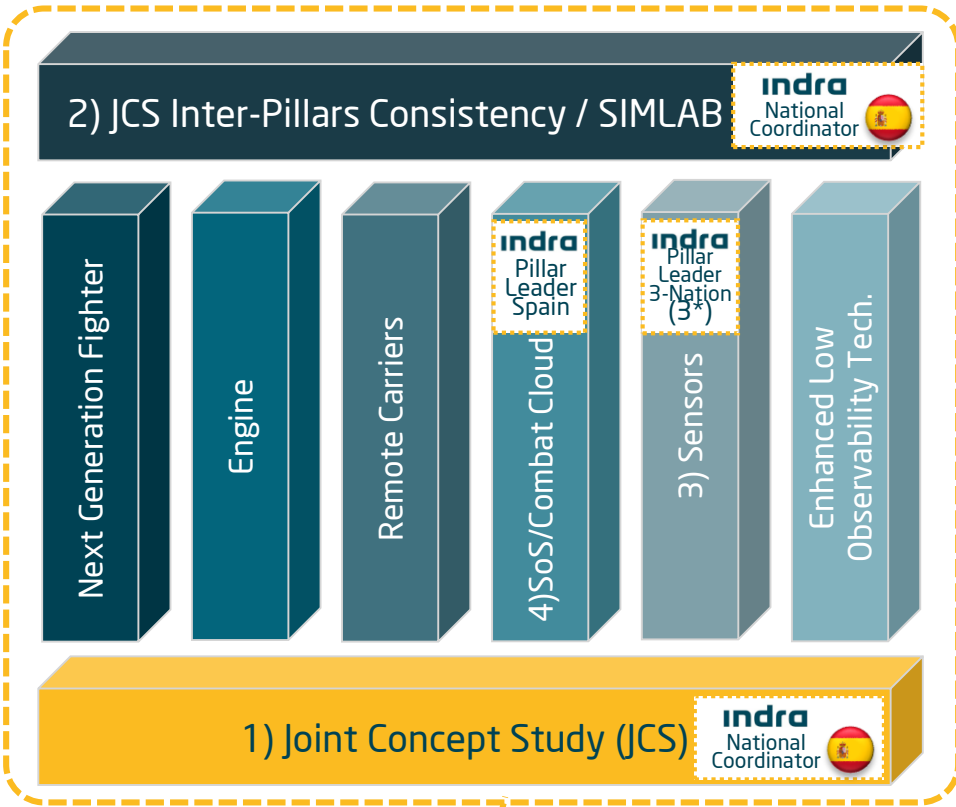 2) JCS Inter-Pillars Consistency / SIMLAB
indra
National
Coordinator
Next Generation Fighter
Engine
Remote Carriers
indra
Pillar
Leader
Spain
4)SoS/Combat Cloud
indra
Pillar
Leader
3-Nation
(3*)
3) Sensors
Enhanced Low
Observability Tech.
1) Joint Concept Study (JCS)
indra
National
Coordinator